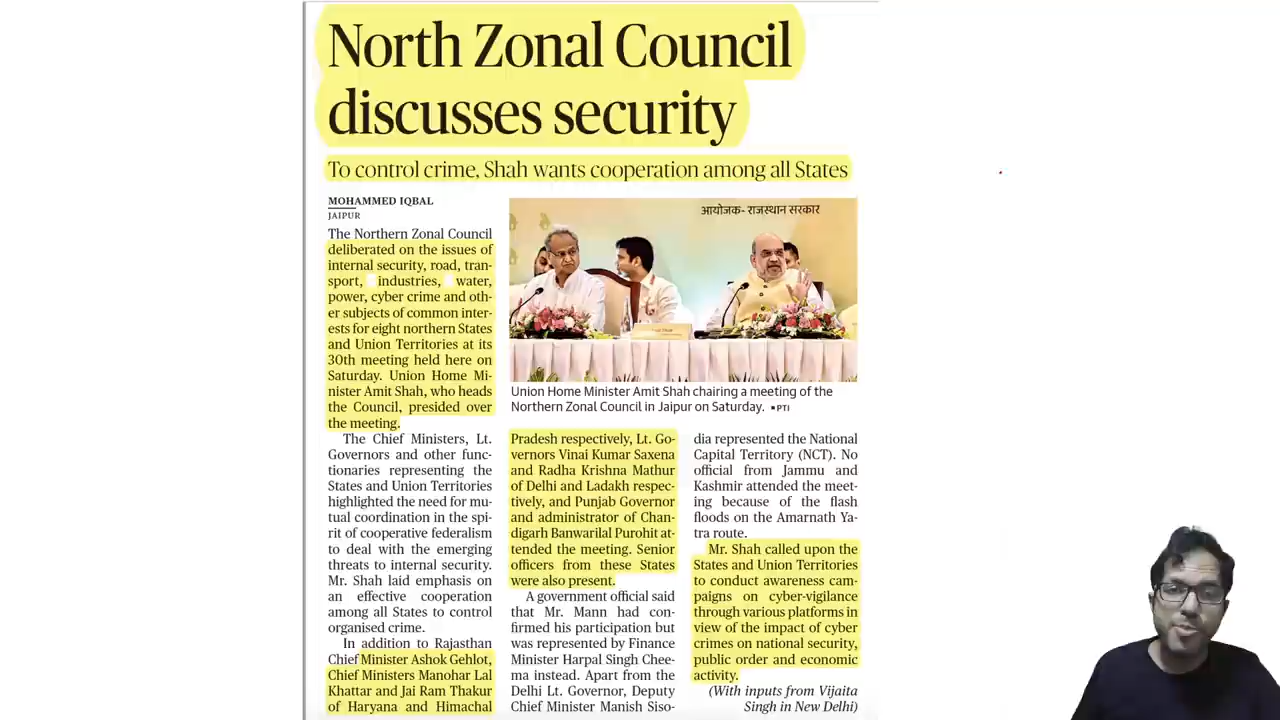 North Zonal Council
discusses security
To control crime, Shah wants cooperation among all States
MOHAMMED IQBAL
JAIPUR
The Northern Zonal Council
deliberated on the issues of
internal security, road, tran-
sport, industries, water,
power, cyber crime and oth-
er subjects of common inter-
ests for eight northern States
and Union Territories at its
30th meeting held here on
Saturday. Union Home Mi-
nister Amit Shah, who heads
the Council, presided over
the meeting.
The Chief Ministers, Lt.
Governors and other func-
tionaries representing the
States and Union Territories
highlighted the need for mu-
tual coordination in the spi-
rit of cooperative federalism
to deal with the emerging
threats to internal security.
Mr. Shah laid emphasis on
an effective cooperation
among all States to control
organised crime.
In addition to Rajasthan
Chief Minister Ashok Gehlot,
Chief Ministers Manohar Lal
Khattar and Jai Ram Thakur
of Haryana and Himachal
आयोजक- राजस्थान सरकार
Union Home Minister Amit Shah chairing a meeting of the
Northern Zonal Council in Jaipur on Saturday. ▪PTI
Pradesh respectively, Lt. Go-
vernors Vinai Kumar Saxena
and Radha Krishna Mathur
of Delhi and Ladakh respec-
tively, and Punjab Governor
and administrator of Chan-
digarh Banwarilal Purohit at-
tended the meeting. Senior
officers from these States
were also present.
A government official said
that Mr. Mann had con-
firmed his participation but
was represented by Finance
Minister Harpal Singh Chee-
ma instead. Apart from the
Delhi Lt. Governor, Deputy
Chief Minister Manish Siso-
dia represented the National
Capital Territory (NCT). No
official from Jammu and
Kashmir attended the meet-
ing because of the flash
floods on the Amarnath Ya-
tra route.
Mr. Shah called upon the
States and Union Territories
to conduct awareness cam-
paigns on cyber-vigilance
through various platforms in
view of the impact of cyber
crimes on national security,
public order and economic
activity.
(With inputs from Vijaita
Singh in New Delhi)